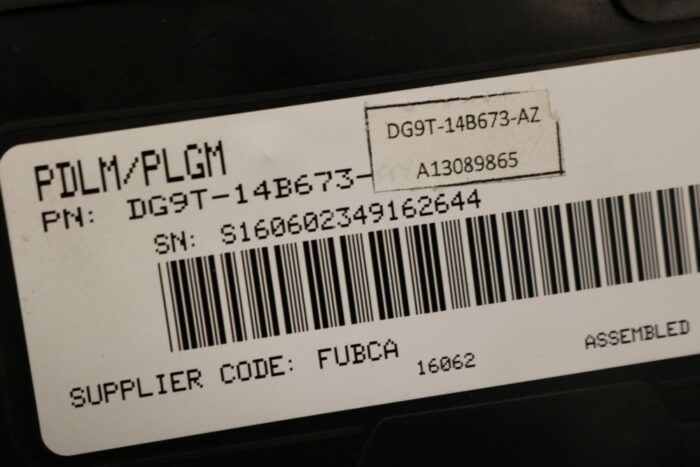 PDLM/PLGM
PN: DG9T-14B673-
DG9T-14B673-AZ
A13089865
SN: S160602349162644
SUPPLIER CODE: FUBCA
16062
ASSEMBLED